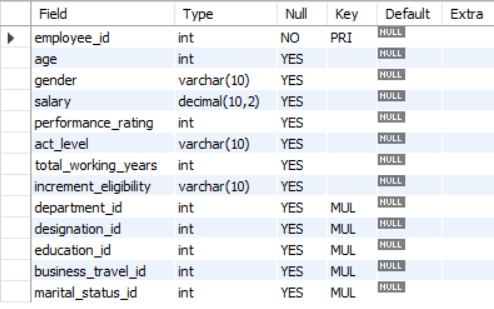 Field Type Null Key Default Extra
employee_id int NO PRI NULL
age int YES NULL
gender varchar(10) YES NULL
salary decimal(10,2) YES NULL
performance_rating int YES NULL
act_level varchar(10) YES NULL
total_working_years int YES NULL
increment_eligibility varchar(10) YES NULL
department_id int YES MUL NULL
designation_id int YES MUL NULL
education_id int YES MUL NULL
business_travel_id int YES MUL NULL
marital_status_id int YES MUL NULL